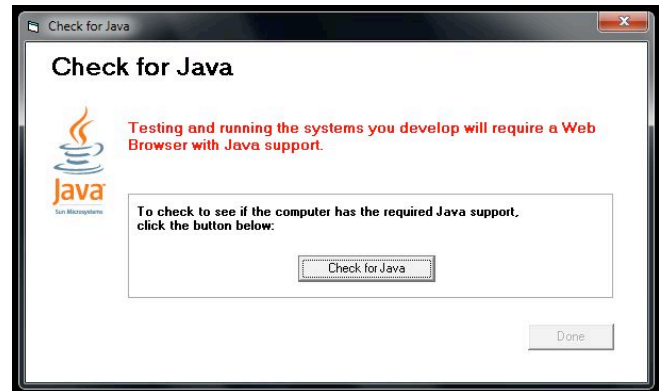 Check for Java
Check for Java
Testing and running the systems you develop will require a Web
Browser with Java support.
Java
Sun Microsystems
To check to see if the computer has the required Java support,
click the button below:
Check for Java
Done